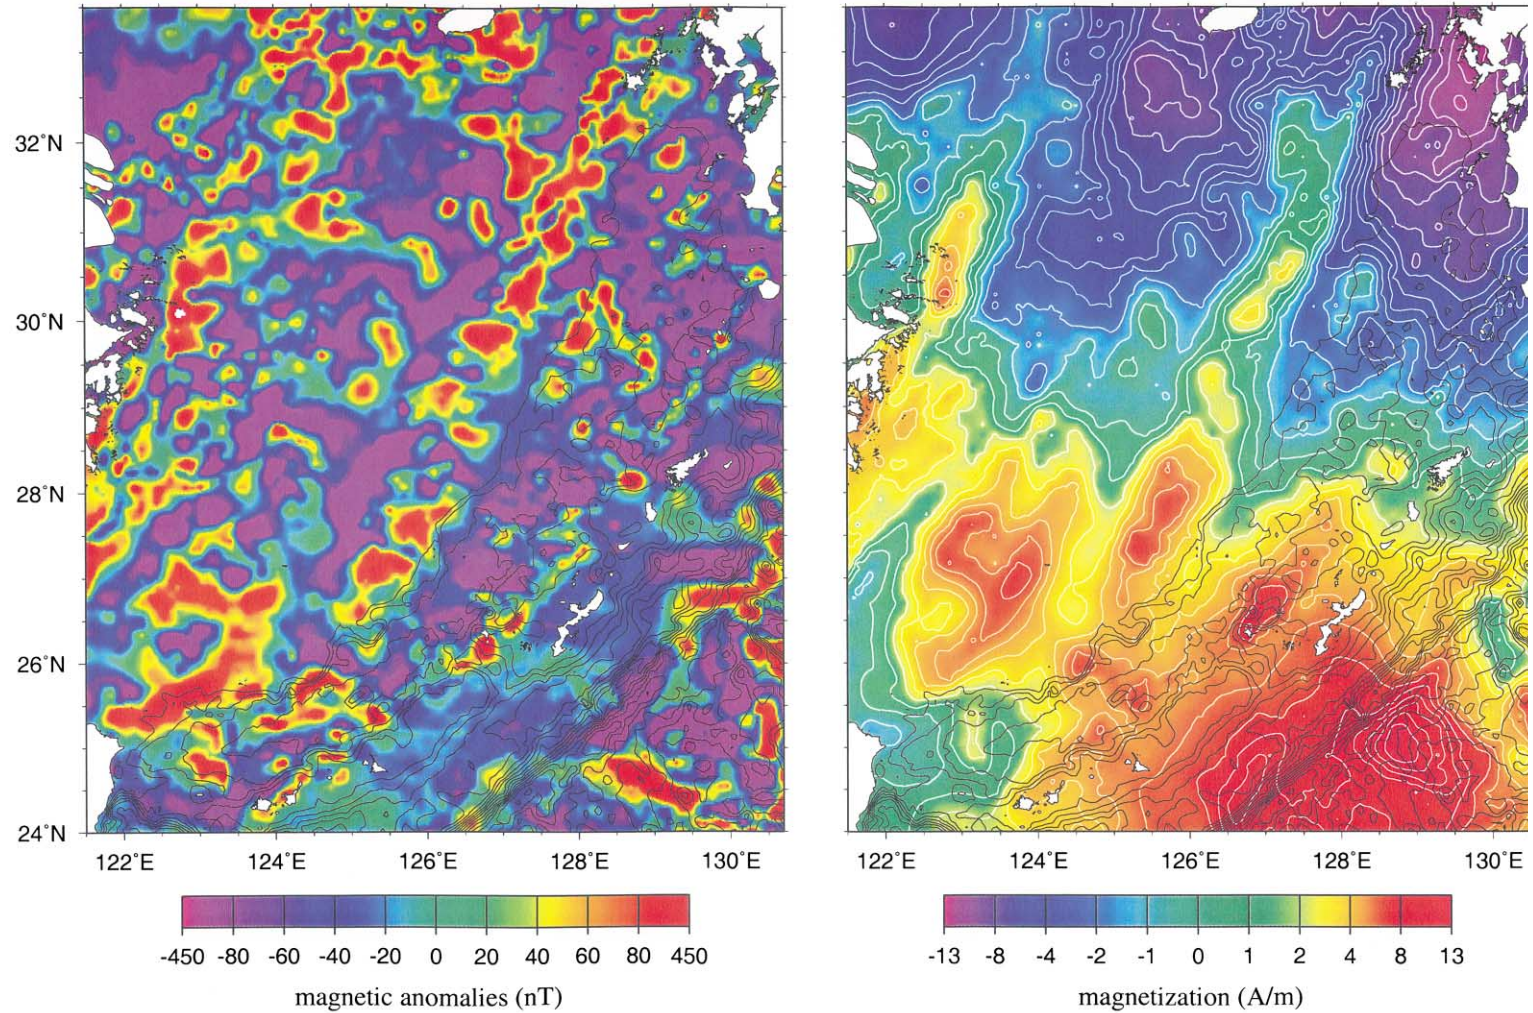 32˚N
30˚N
28˚N
26˚N
24˚N
122˚E 124˚E 126˚E 128˚E 130˚E
122˚E 124˚E 126˚E 128˚E 130˚E
-450 -80 -60 -40 -20 0 20 40 60 80 450
-13 -8 -4 -2 -1 0 1 2 4 8 13
magnetic anomalies (nT)
magnetization (A/m)